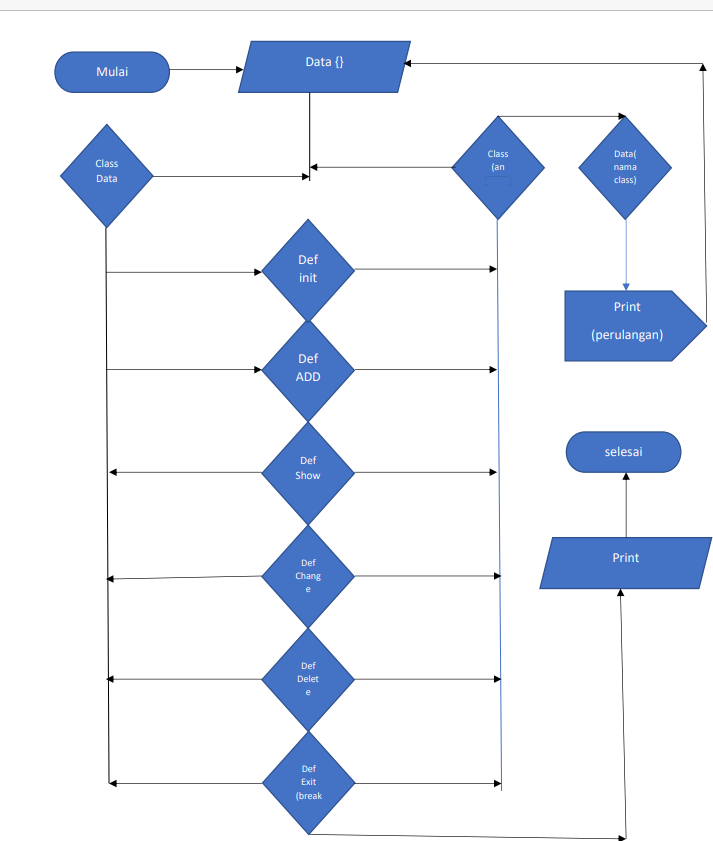 Mulai
Data {}
Class
Data
Class
(an
Data(
nama
class)
Def
init
Print
(perulangan)
Def
ADD
Def
Show
selesai
Def
Chang
e
Print
Def
Delet
e
Def
Exit
(break